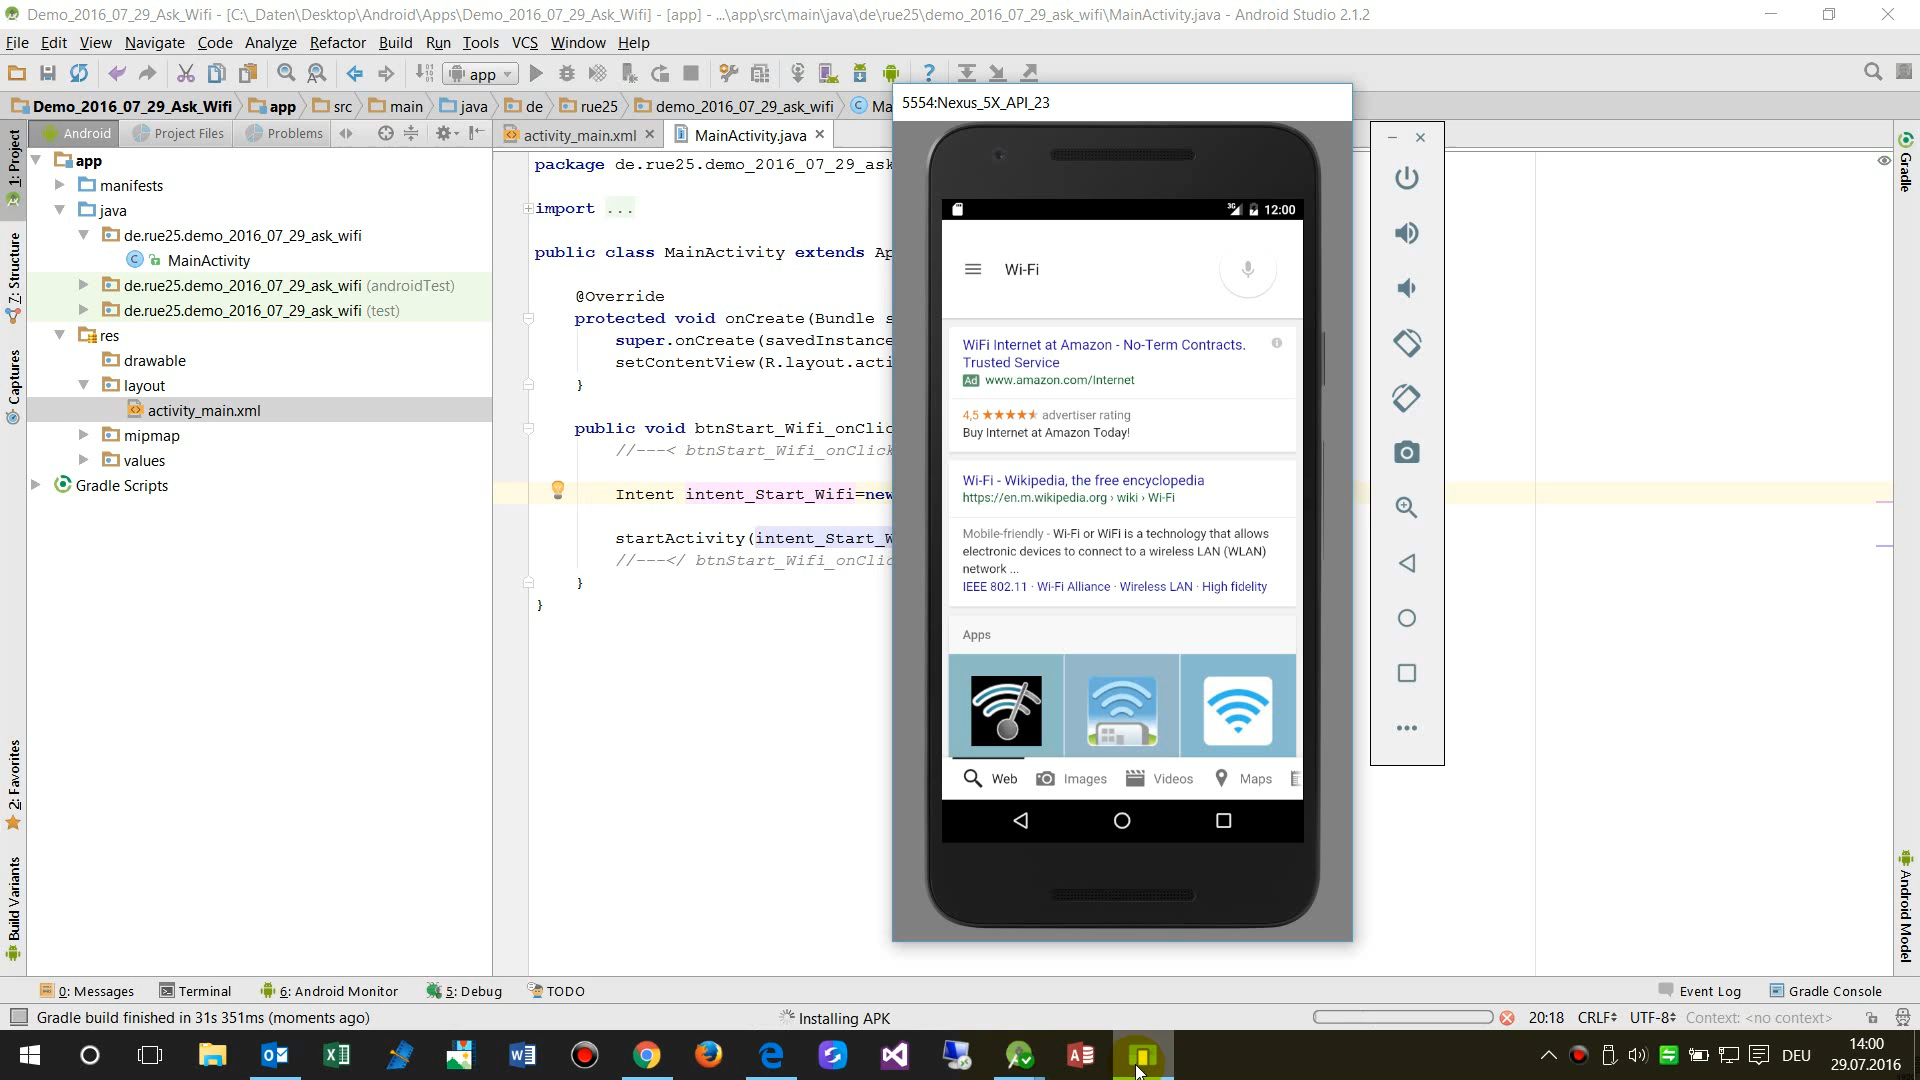 Demo_2016_07_29_Ask_Wifi - [C:\_Daten\Desktop\Android\Apps\Demo_2016_07_29_Ask_Wifi] - [app] - ...\app\src\main\java\de\rue25\demo_2016_07_29_ask_wifi\MainActivity.java - Android Studio 2.1.2
File Edit View Navigate Code Analyze Refactor Build Run Tools VCS Window Help
app
Demo_2016_07_29_Ask_Wifi app src main java de rue25 demo_2016_07_29_ask_wifi Ma
5554:Nexus_5X_API_23
Android Project Files Problems
activity_main.xml MainActivity.java
1: Project
7: Structure
Captures
2: Favorites
Build Variants
app
manifests
java
de.rue25.demo_2016_07_29_ask_wifi
MainActivity
de.rue25.demo_2016_07_29_ask_wifi (androidTest)
de.rue25.demo_2016_07_29_ask_wifi (test)
res
drawable
layout
activity_main.xml
mipmap
values
Gradle Scripts
package de.rue25.demo_2016_07_29_ask
import ...
public class MainActivity extends Ap
@Override
protected void onCreate(Bundle s
super.onCreate(savedInstance
setContentView(R.layout.acti
}
public void btnStart_Wifi_onClic
//---< btnStart_Wifi_onClick
Intent intent_Start_Wifi=new
startActivity(intent_Start_W
//---</ btnStart_Wifi_onClic
}
}
3G 12:00
Wi-Fi
WiFi Internet at Amazon - No-Term Contracts.
Trusted Service
Ad www.amazon.com/Internet
4,5 ★★★★★ advertiser rating
Buy Internet at Amazon Today!
Wi-Fi - Wikipedia, the free encyclopedia
https://en.m.wikipedia.org › wiki › Wi-Fi
Mobile-friendly - Wi-Fi or WiFi is a technology that allows
electronic devices to connect to a wireless LAN (WLAN)
network ...
IEEE 802.11 · Wi-Fi Alliance · Wireless LAN · High fidelity
Apps
Web Images Videos Maps
Gradle
Android Model
0: Messages Terminal 6: Android Monitor 5: Debug TODO Event Log Gradle Console
Gradle build finished in 31s 351ms (moments ago) Installing APK 20:18 CRLF UTF-8 Context: <no context>
DEU
14:00
29.07.2016